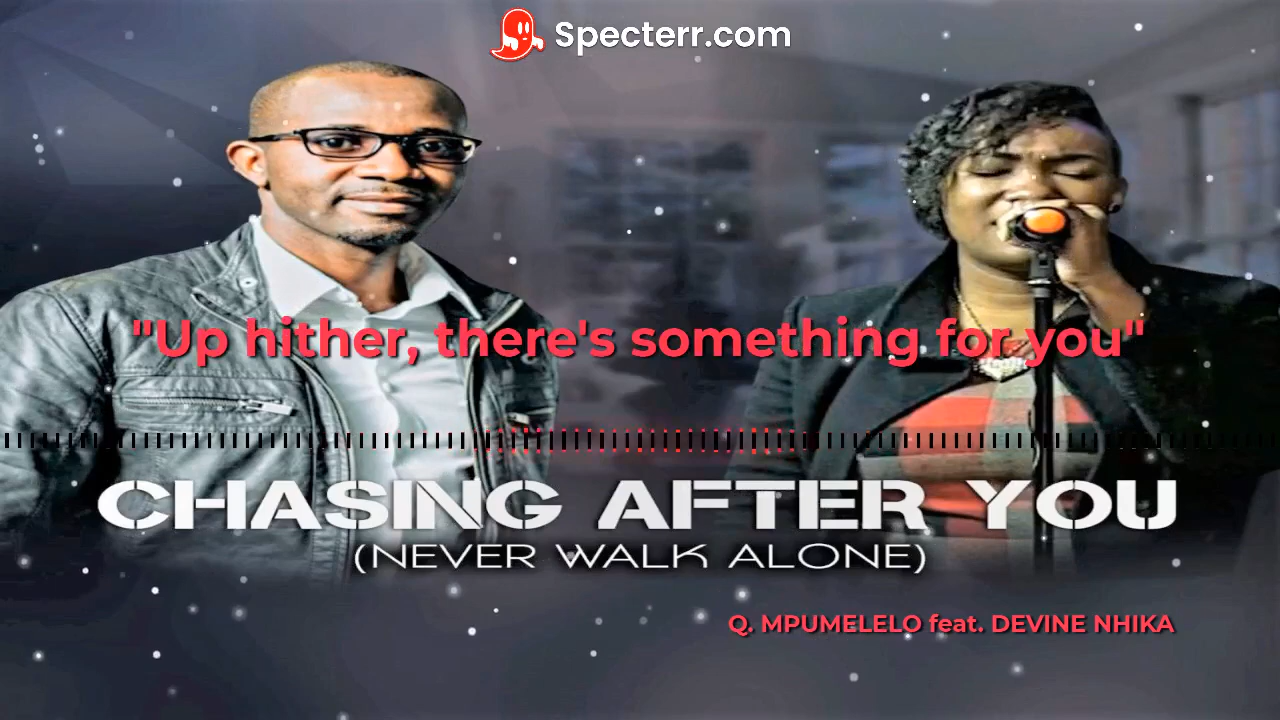 Specterr.com
"Up hither, there's something for you"
CHASING AFTER YOU
(NEVER WALK ALONE)
Q. MPUMELELO feat. DEVINE NHIKA